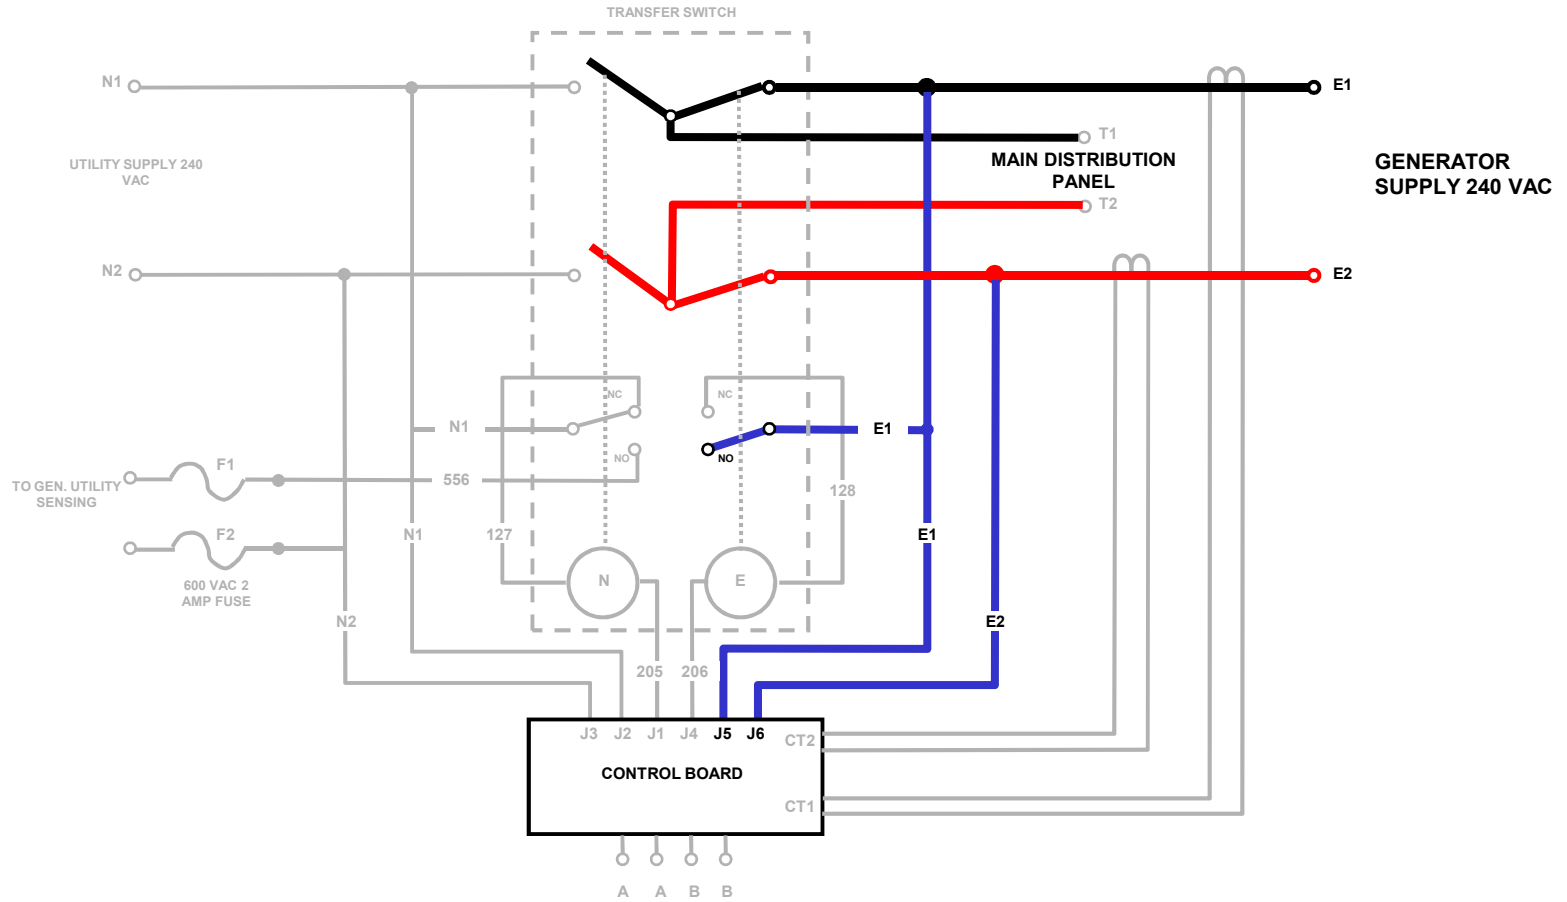 TRANSFER SWITCH
N1
E1
T1
MAIN DISTRIBUTION
PANEL
GENERATOR
SUPPLY 240 VAC
UTILITY SUPPLY 240
VAC
T2
N2
E2
NC
NC
N1
E1
NO
NO
F1
556
128
TO GEN. UTILITY
SENSING
F2
N1
127
E1
600 VAC 2
AMP FUSE
N
E
N2
E2
205
206
J3
J2
J1
J4
J5
J6
CT2
CONTROL BOARD
CT1
A
A
B
B